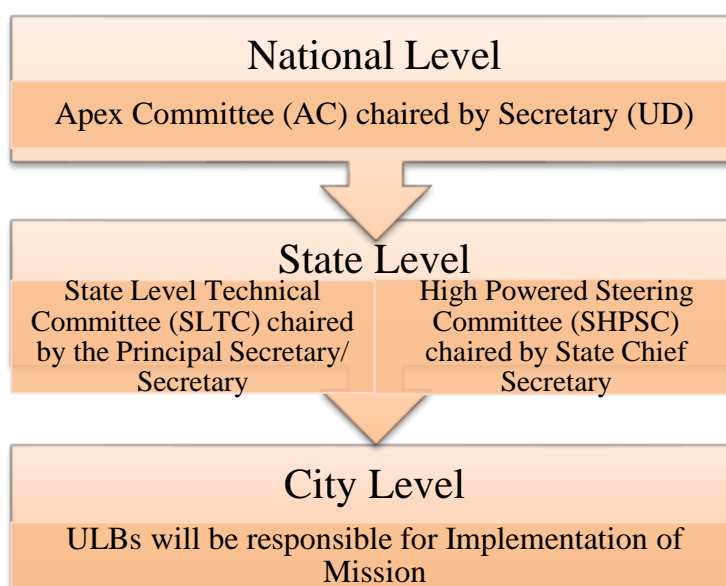 National Level
Apex Committee (AC) chaired by Secretary (UD)
State Level
State Level Technical
Committee (SLTC) chaired
by the Principal Secretary/
Secretary
High Powered Steering
Committee (SHPSC)
chaired by State Chief
Secretary
City Level
ULBs will be responsible for Implementation of
Mission